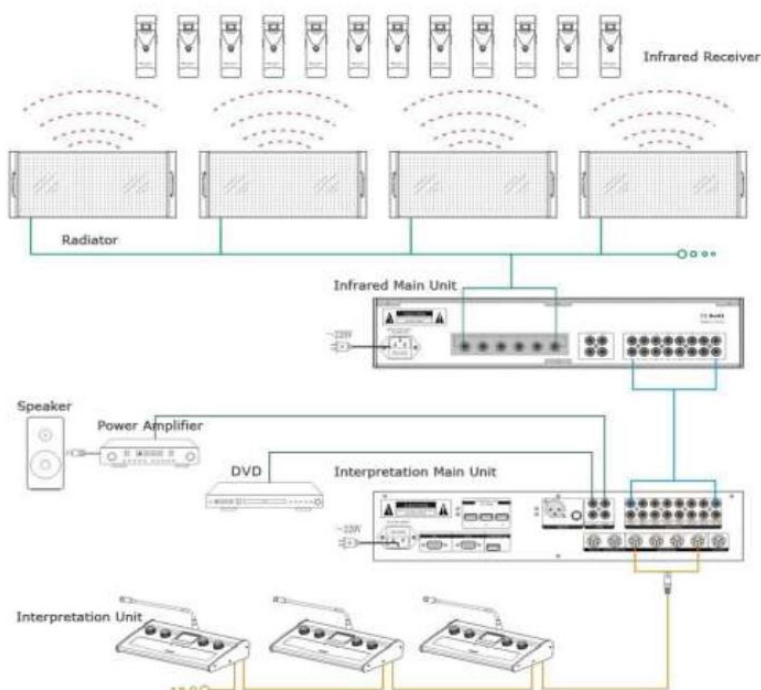 Infrared Receiver
Radiator
Infrared Main Unit
~220V
Speaker
Power Amplifier
DVD
Interpretation Main Unit
~220V
Interpretation Unit